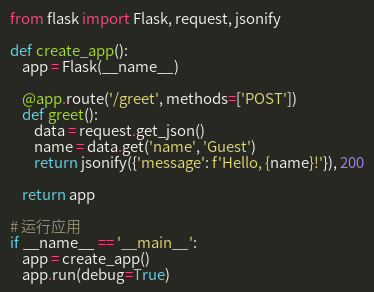 from flask import Flask, request, jsonify

def create_app():
    app = Flask(__name__)

    @app.route('/greet', methods=['POST'])
    def greet():
        data = request.get_json()
        name = data.get('name', 'Guest')
        return jsonify({'message': f'Hello, {name}!'}), 200

    return app

# 运行应用
if __name__ == '__main__':
    app = create_app()
    app.run(debug=True)